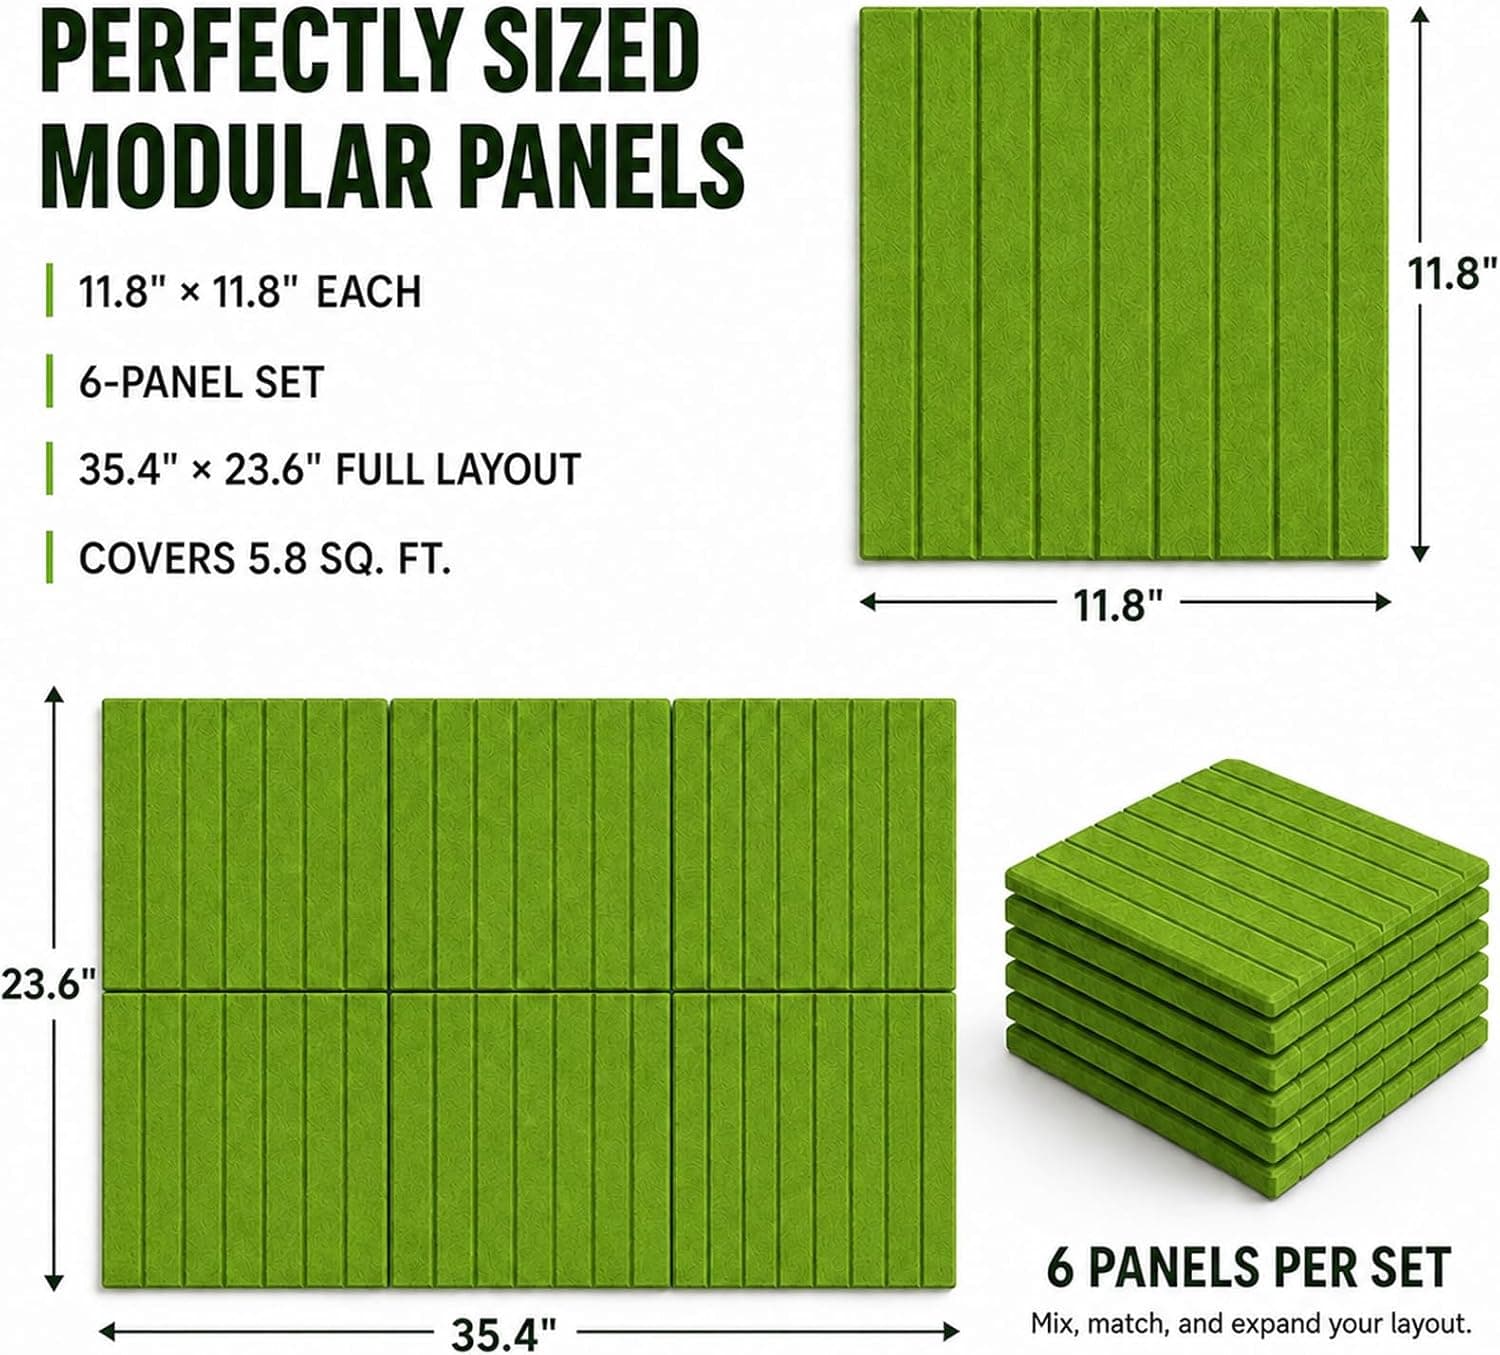 PERFECTLY SIZED
MODULAR PANELS
11.8" × 11.8" EACH
6-PANEL SET
35.4" × 23.6" FULL LAYOUT
COVERS 5.8 SQ. FT.
11.8"
11.8"
23.6"
35.4"
6 PANELS PER SET
Mix, match, and expand your layout.